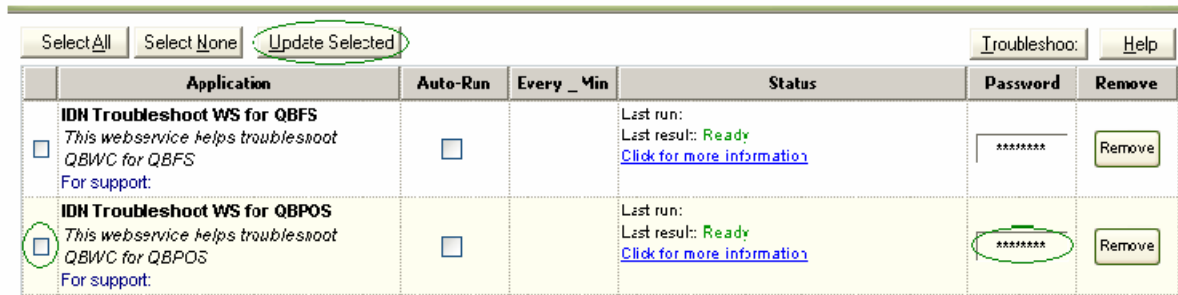 Select All Select None Update Selected Troubleshoot Help
Application Auto-Run Every _ Min Status Password Remove
IDN Troubleshoot WS for QBFS
This webservice helps troubleshoot
QBWC for QBFS
For support:
Last run:
Last result: Ready
Click for more information
********
Remove
IDN Troubleshoot WS for QBPOS
This webservice helps troubleshoot
QBWC for QBPOS
For support:
Last run:
Last result: Ready
Click for more information
********
Remove